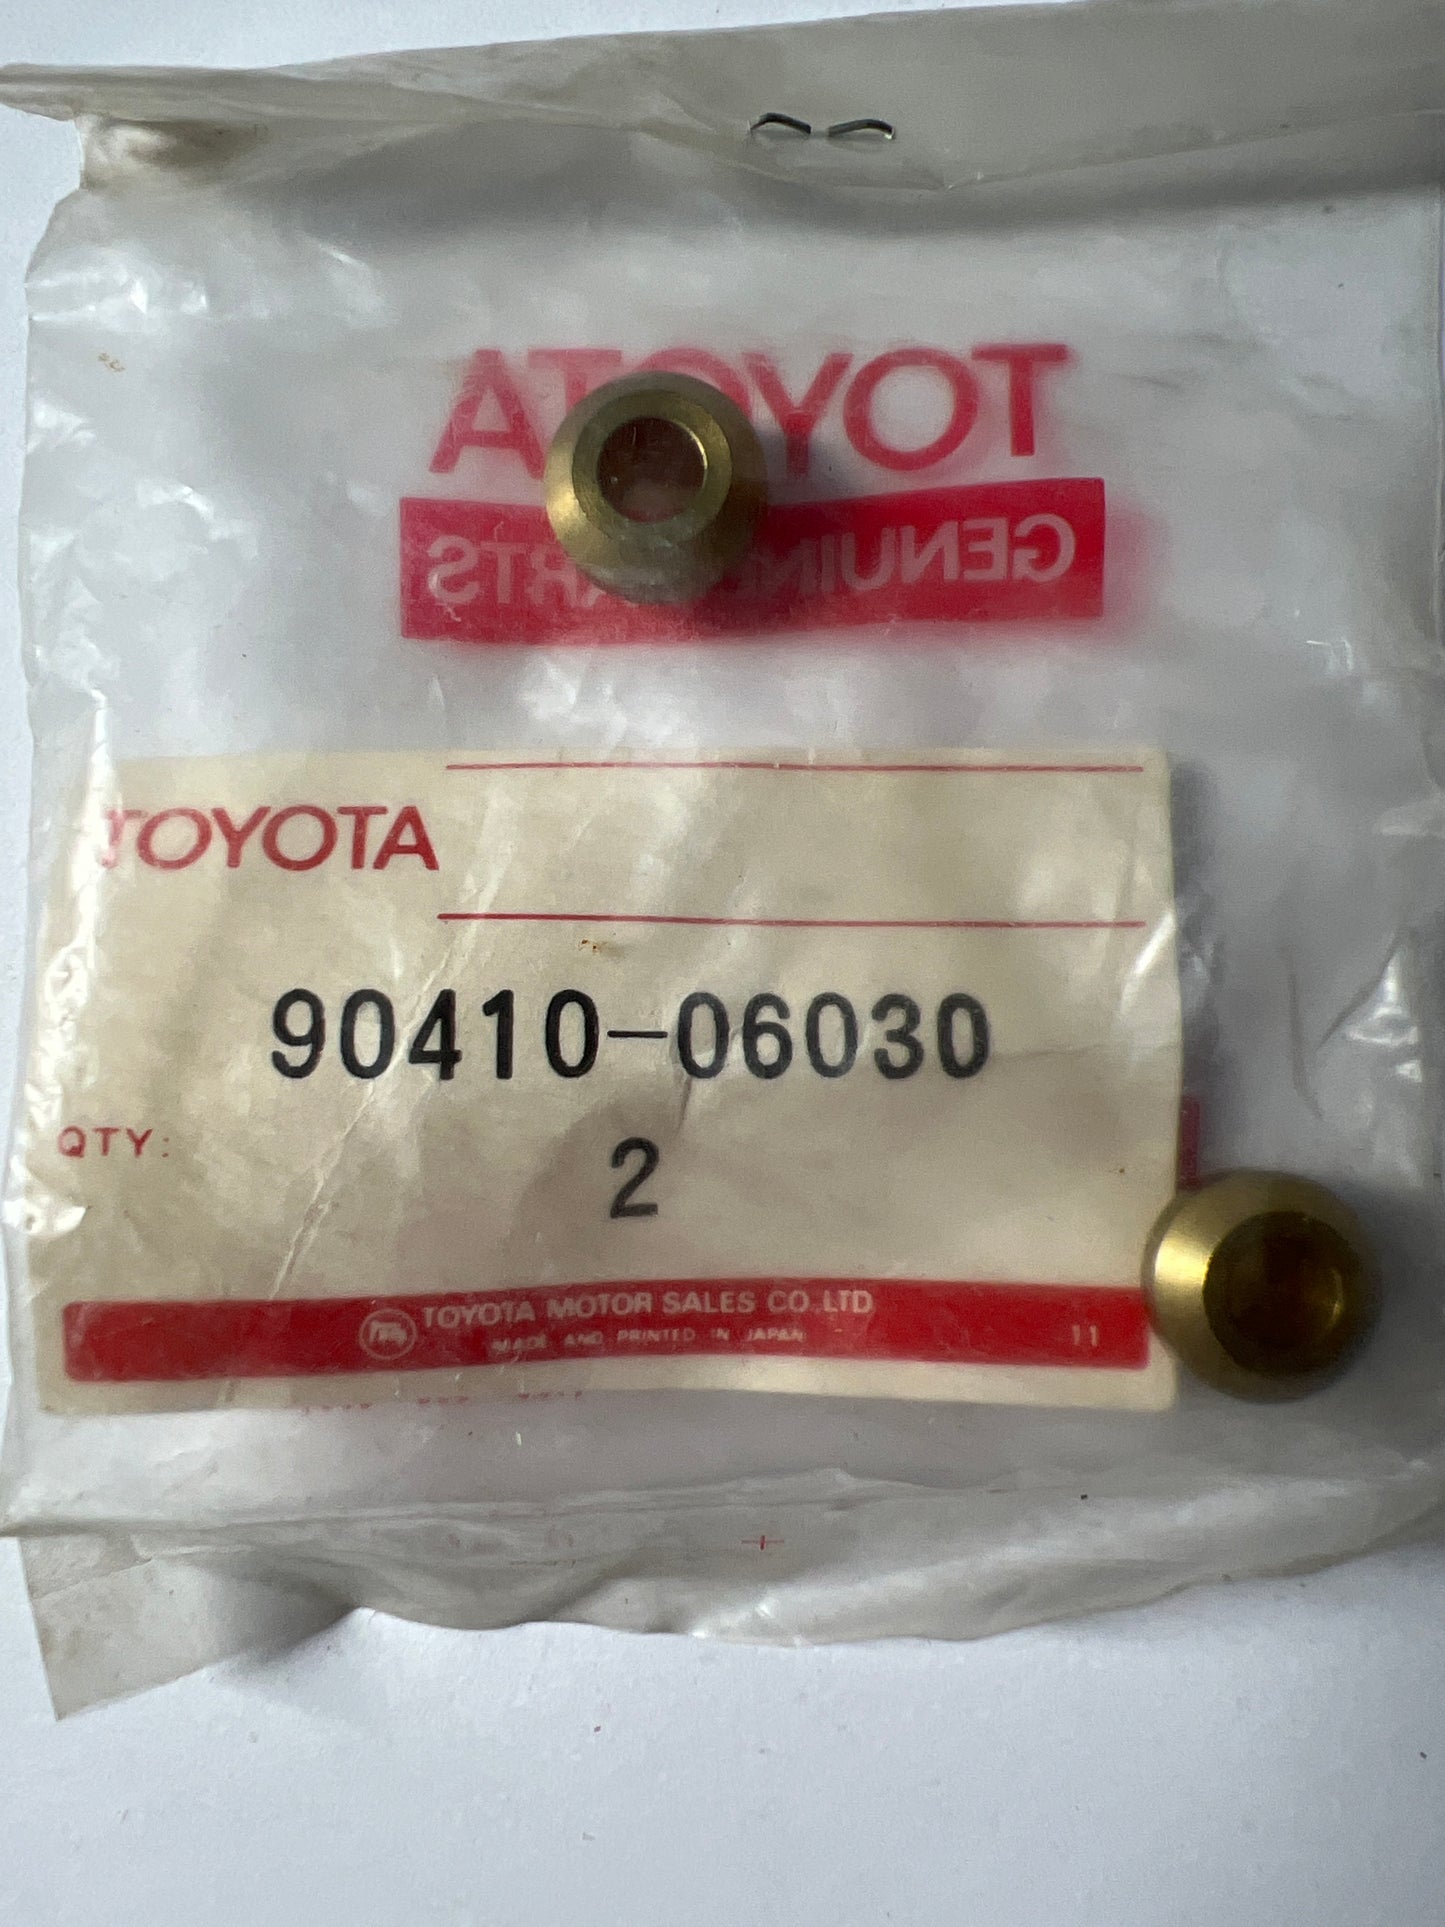 TOYOTA
GENUINE PARTS
TOYOTA
90410-06030
QTY:
2
TOYOTA MOTOR SALES CO.,LTD
MADE AND PRINTED IN JAPAN
11